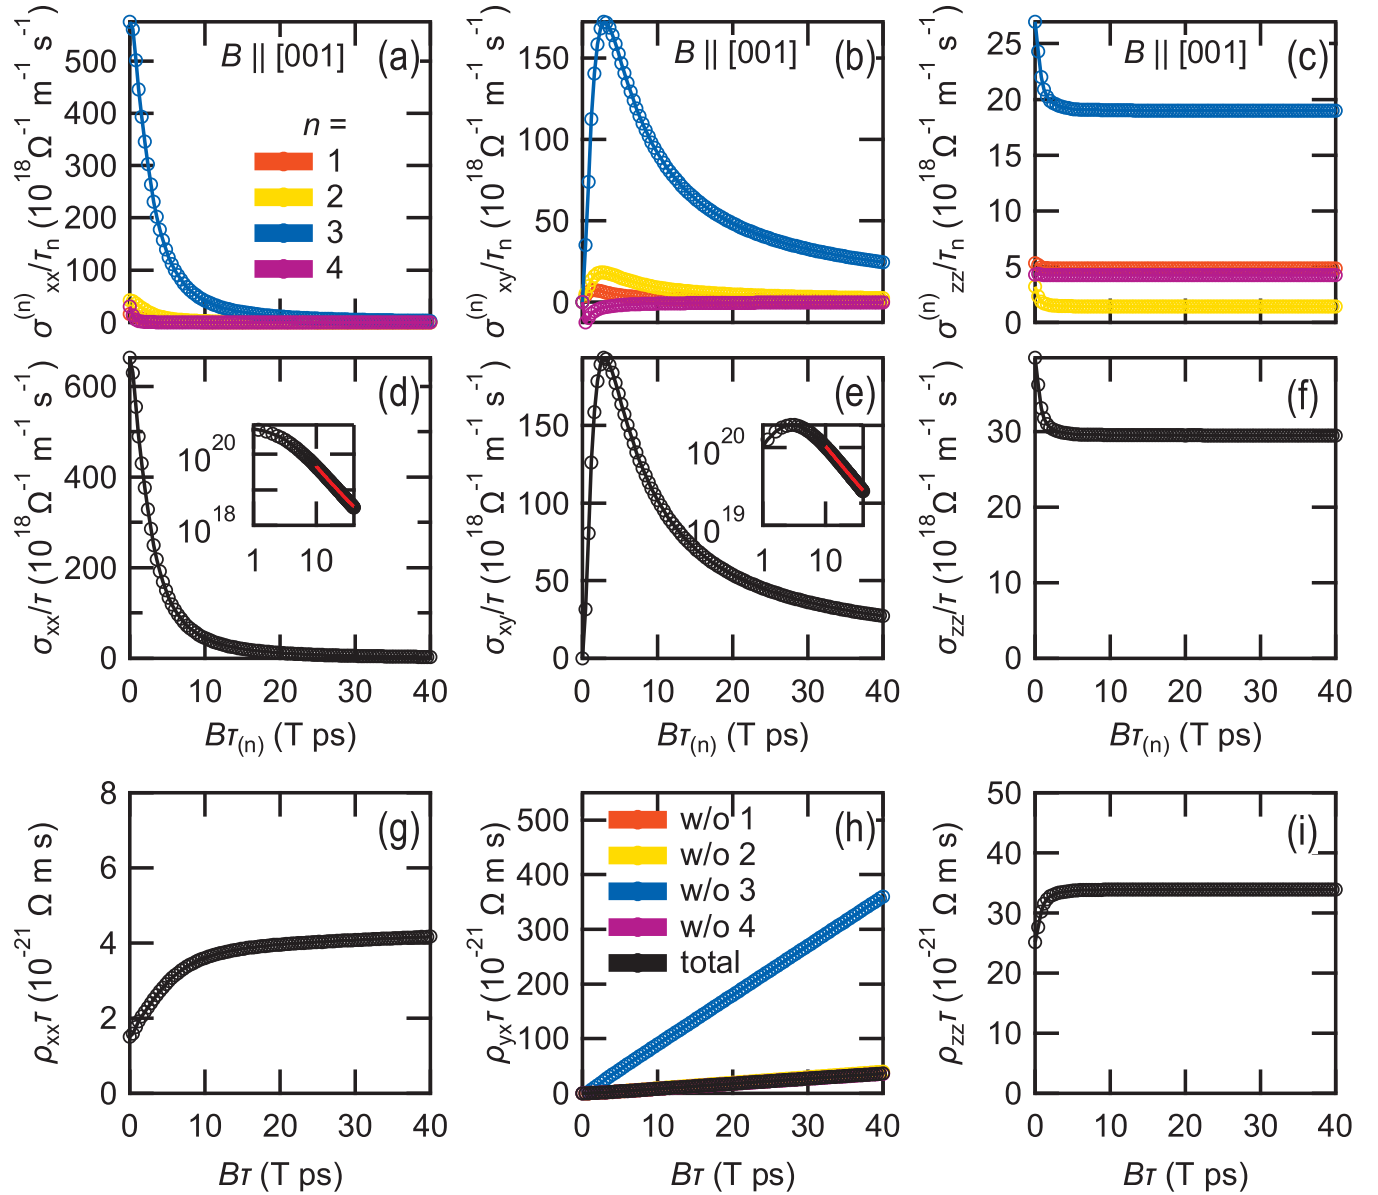 σ(n)xx/τn (10^18 Ω^-1 m^-1 s^-1)
500
400
300
200
100
0
B || [001]
(a)
n =
1
2
3
4
σ(n)xy/τn (10^18 Ω^-1 m^-1 s^-1)
150
100
50
0
B || [001]
(b)
σ(n)zz/τn (10^18 Ω^-1 m^-1 s^-1)
25
20
15
10
5
0
B || [001]
(c)
σxx/τ (10^18 Ω^-1 m^-1 s^-1)
600
400
200
0
(d)
10^20
10^18
1 10
0 10 20 30 40
Bτ(n) (T ps)
σxy/τ (10^18 Ω^-1 m^-1 s^-1)
150
100
50
0
(e)
10^20
10^19
1 10
0 10 20 30 40
Bτ(n) (T ps)
σzz/τ (10^18 Ω^-1 m^-1 s^-1)
30
20
10
0
(f)
0 10 20 30 40
Bτ(n) (T ps)
ρxxτ (10^-21 Ω m s)
8
6
4
2
0
(g)
0 10 20 30 40
Bτ (T ps)
ρyxτ (10^-21 Ω m s)
500
400
300
200
100
0
w/o 1
w/o 2
w/o 3
w/o 4
total
(h)
0 10 20 30 40
Bτ (T ps)
ρzzτ (10^-21 Ω m s)
50
40
30
20
10
0
(i)
0 10 20 30 40
Bτ (T ps)